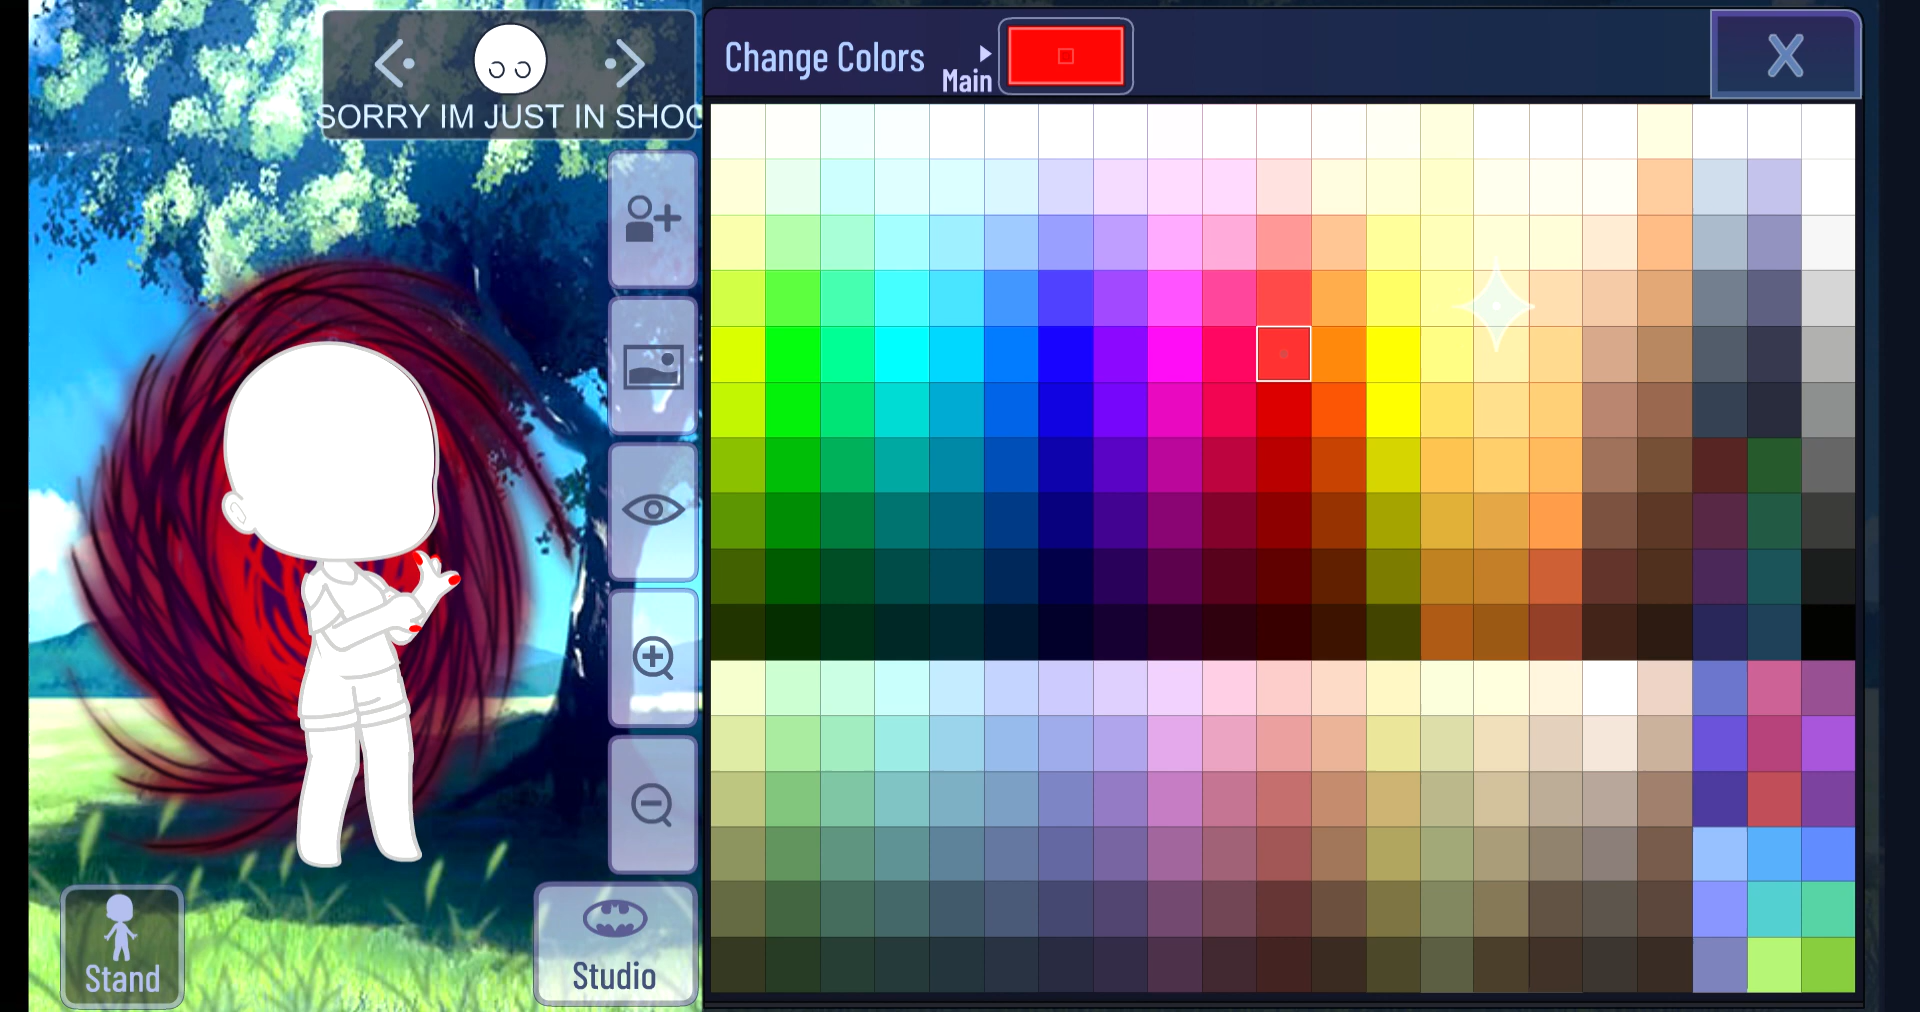 Change Colors
Main
X
SORRY IM JUST IN SHOC
Stand
Studio